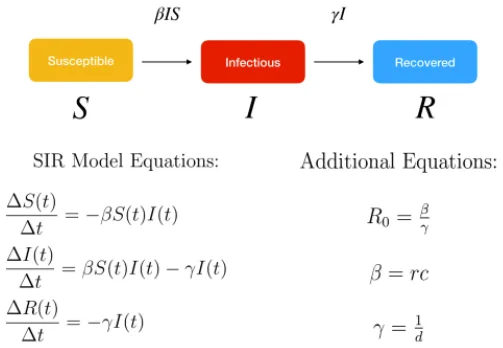 βIS γI
Susceptible Infectious Recovered
S I R
SIR Model Equations: Additional Equations:
ΔS(t)/Δt = −βS(t)I(t) R₀ = β/γ
ΔI(t)/Δt = βS(t)I(t) − γI(t) β = rc
ΔR(t)/Δt = −γI(t) γ = 1/d